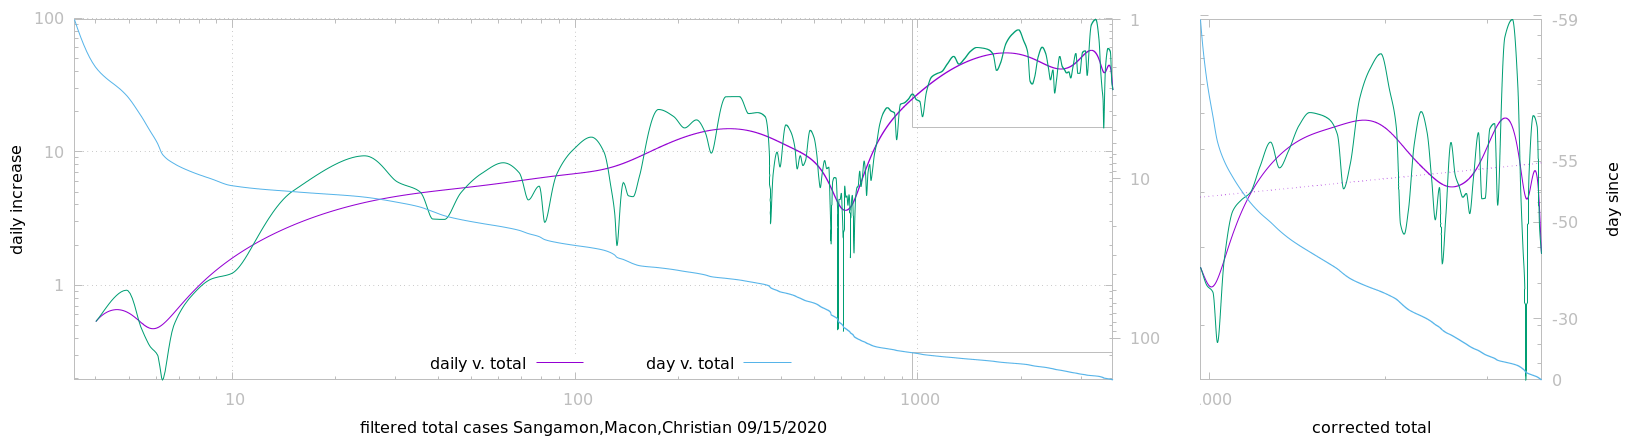 100
10
1
daily increase
daily v. total
day v. total
10
100
1000
filtered total cases Sangamon,Macon,Christian 09/15/2020
1
10
100
.000
corrected total
-59
-55
-50
-30
0
day since